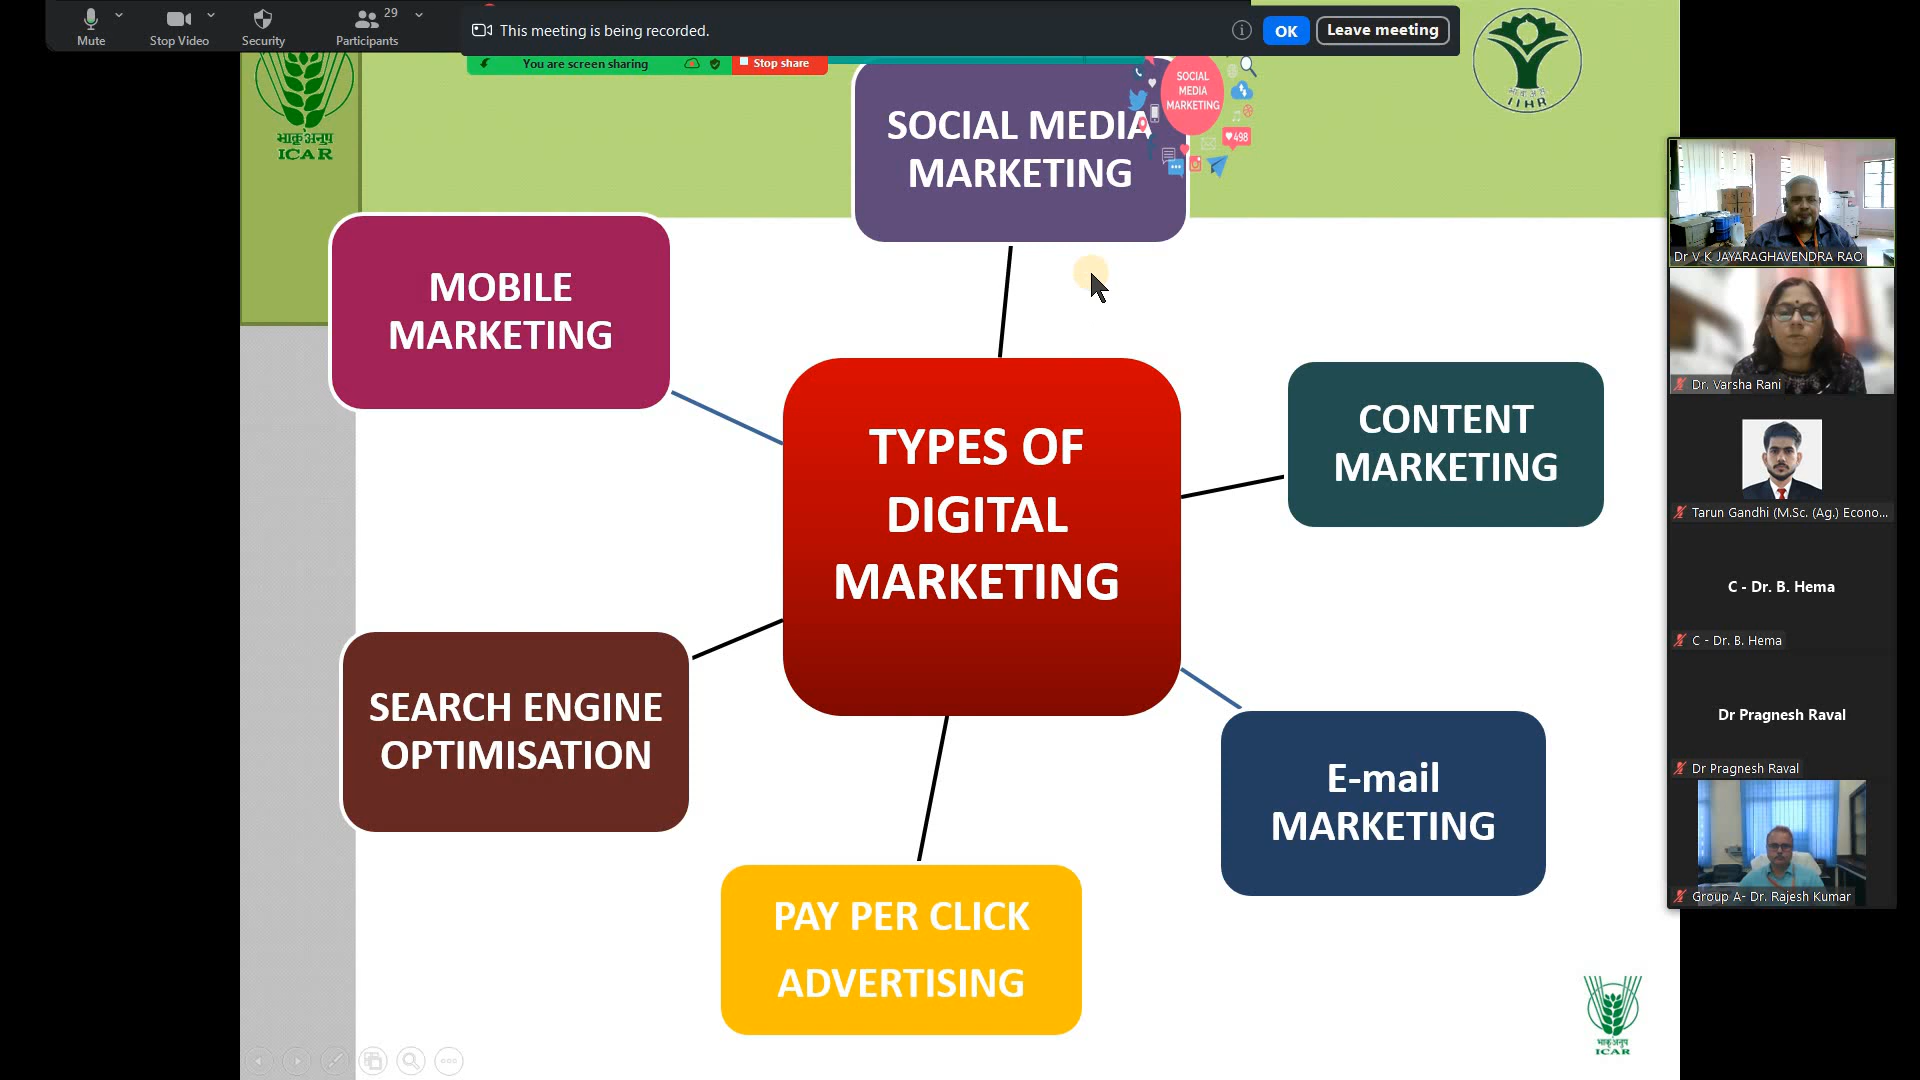 Mute
Stop Video
Security
Participants
29
This meeting is being recorded.
OK
Leave meeting
You are screen sharing
Stop share
भाकृअनुप
ICAR
IIHR
SOCIAL MEDIA
MARKETING
SOCIAL
MEDIA
MARKETING
498
MOBILE
MARKETING
TYPES OF
DIGITAL
MARKETING
CONTENT
MARKETING
SEARCH ENGINE
OPTIMISATION
E-mail
MARKETING
PAY PER CLICK
ADVERTISING
भाकृअनुप
ICAR
Dr V K JAYARAGHAVENDRA RAO
Dr. Varsha Rani
Tarun Gandhi (M.Sc. (Ag.) Econo...
C - Dr. B. Hema
C - Dr. B. Hema
Dr Pragnesh Raval
Dr Pragnesh Raval
Group A- Dr. Rajesh Kumar